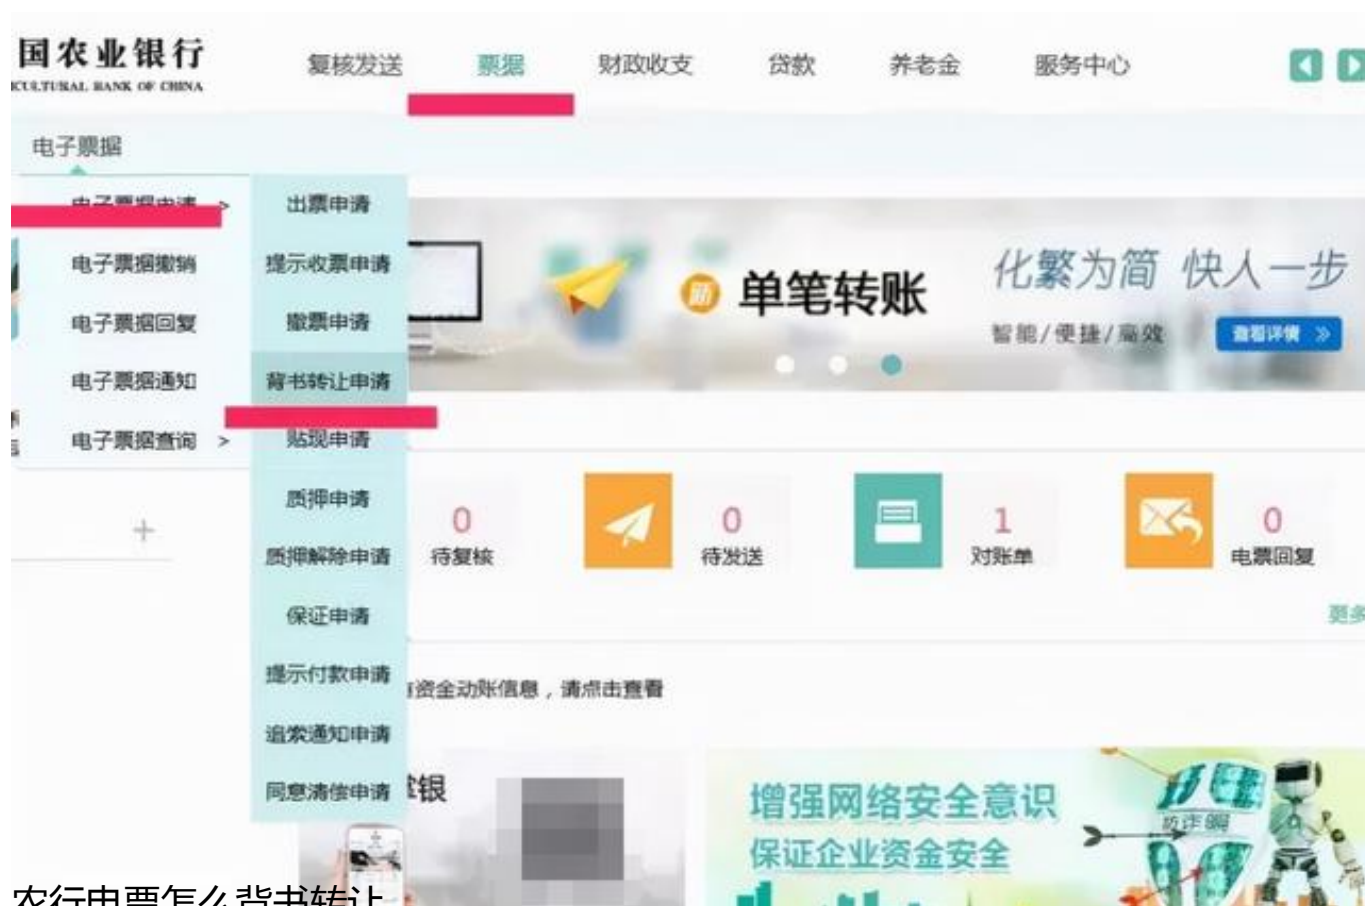 国农业银行
CULTURAL BANK OF CHINA
复核发送 票据 财政收支 贷款 养老金 服务中心
电子票据
电子票据申请 >
电子票据撤销
电子票据回复
电子票据通知
电子票据查询 >
出票申请
提示收票申请
撤票申请
背书转让申请
贴现申请
质押申请
质押解除申请
保证申请
提示付款申请
追索通知申请
同意清偿申请
新 单笔转账
化繁为简 快人一步
智能/便捷/高效
查看详情 »
0
待复核
0
待发送
1
对账单
0
电票回复
更多
资金动账信息，请点击查看
掌银
增强网络安全意识
保证企业资金安全
防诈骗
农行电票怎么背书转让